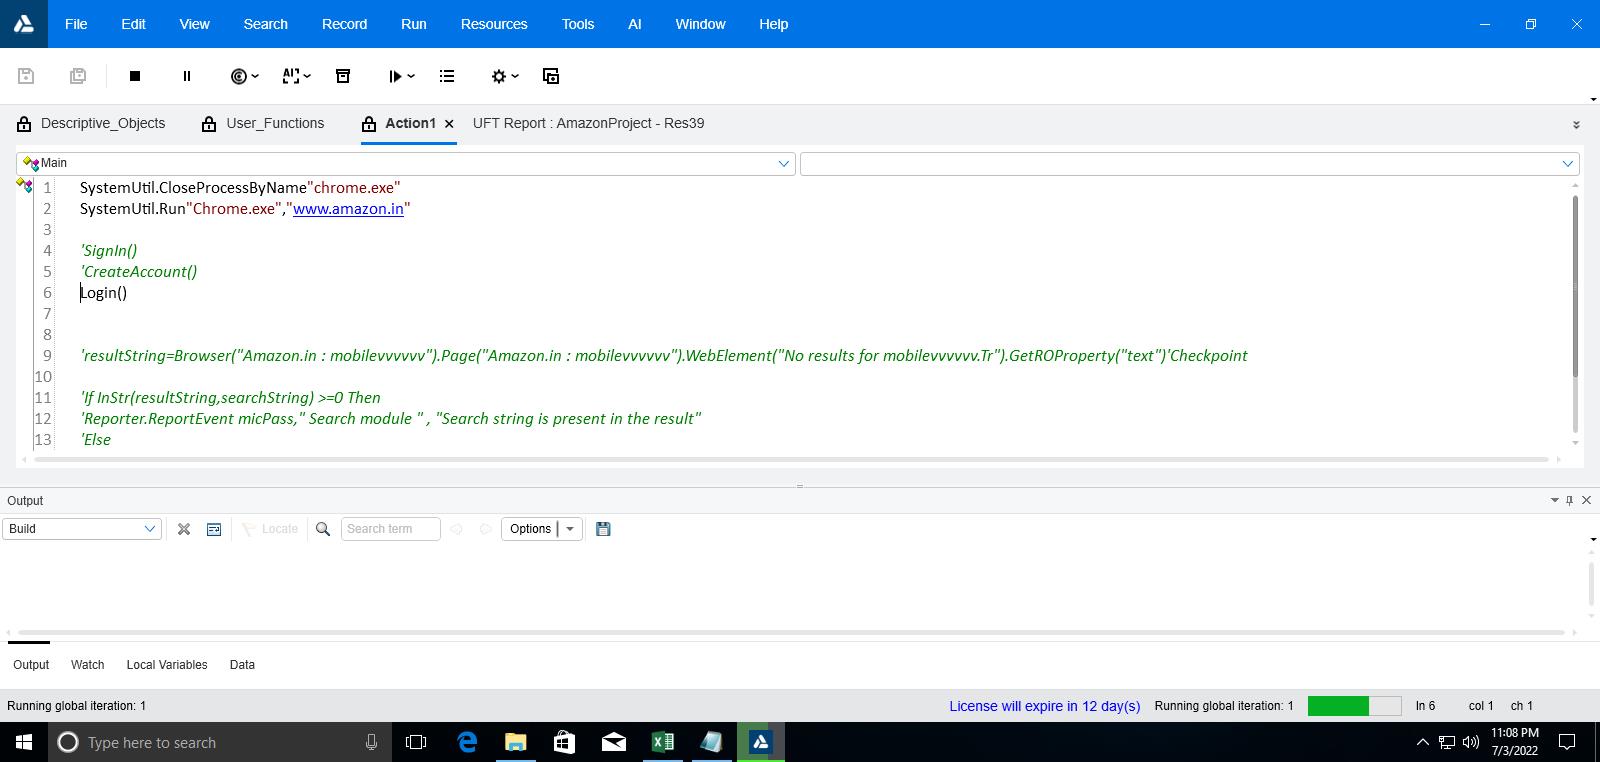 File Edit View Search Record Run Resources Tools AI Window Help
Descriptive_Objects User_Functions Action1 UFT Report : AmazonProject - Res39
Main
1 SystemUtil.CloseProcessByName"chrome.exe"
2 SystemUtil.Run"Chrome.exe","www.amazon.in"
3
4 'SignIn()
5 'CreateAccount()
6 Login()
7
8
9 'resultString=Browser("Amazon.in : mobilevvvvvv").Page("Amazon.in : mobilevvvvvv").WebElement("No results for mobilevvvvvv.Tr").GetROProperty("text")'Checkpoint
10
11 'If InStr(resultString,searchString) >=0 Then
12 'Reporter.ReportEvent micPass," Search module " , "Search string is present in the result"
13 'Else
Output
Build Locate Search term Options
Output Watch Local Variables Data
Running global iteration: 1 License will expire in 12 day(s) Running global iteration: 1 ln 6 col 1 ch 1
Type here to search 11:08 PM
7/3/2022